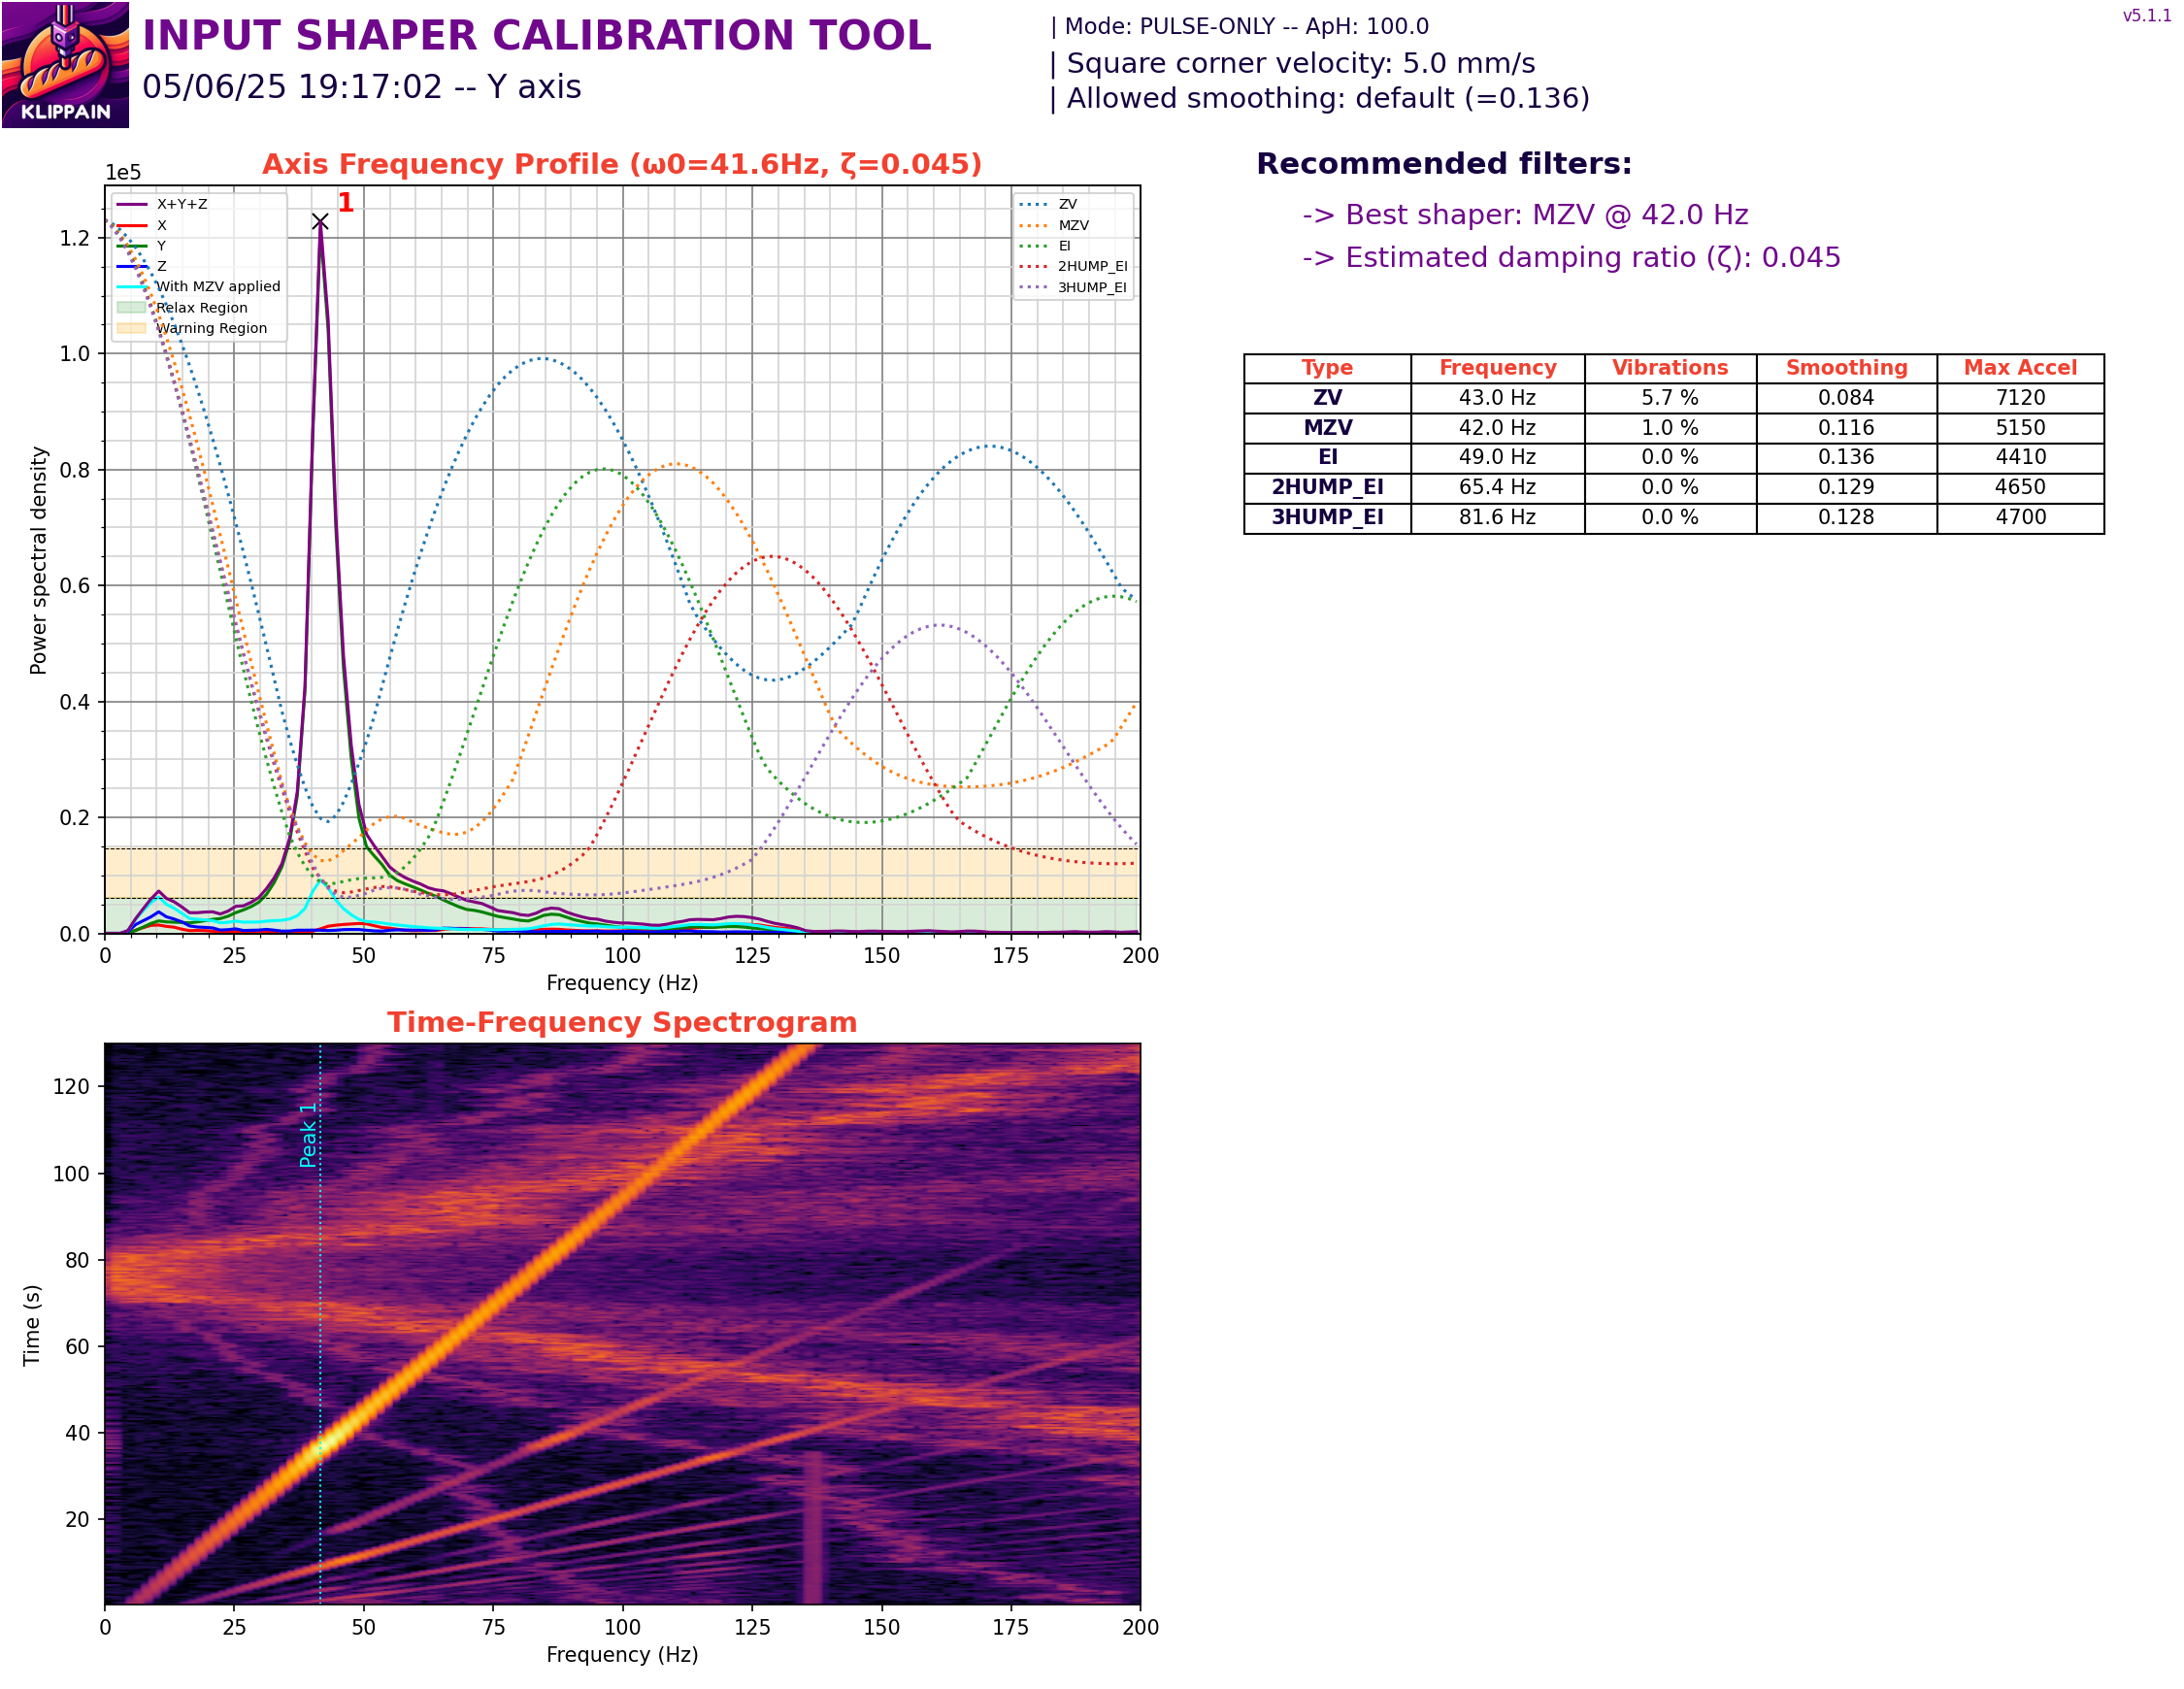 KLIPPAIN
INPUT SHAPER CALIBRATION TOOL
05/06/25 19:17:02 -- Y axis
| Mode: PULSE-ONLY -- ApH: 100.0
| Square corner velocity: 5.0 mm/s
| Allowed smoothing: default (=0.136)
v5.1.1
Axis Frequency Profile (ω0=41.6Hz, ζ=0.045)
1e5
1
X+Y+Z
X
Y
Z
With MZV applied
Relax Region
Warning Region
ZV
MZV
EI
2HUMP_EI
3HUMP_EI
Power spectral density
1.2
1.0
0.8
0.6
0.4
0.2
0.0
0 25 50 75 100 125 150 175 200
Frequency (Hz)
Recommended filters:
-> Best shaper: MZV @ 42.0 Hz
-> Estimated damping ratio (ζ): 0.045
Type Frequency Vibrations Smoothing Max Accel
ZV 43.0 Hz 5.7 % 0.084 7120
MZV 42.0 Hz 1.0 % 0.116 5150
EI 49.0 Hz 0.0 % 0.136 4410
2HUMP_EI 65.4 Hz 0.0 % 0.129 4650
3HUMP_EI 81.6 Hz 0.0 % 0.128 4700
Time-Frequency Spectrogram
Peak 1
Time (s)
120
100
80
60
40
20
0 25 50 75 100 125 150 175 200
Frequency (Hz)